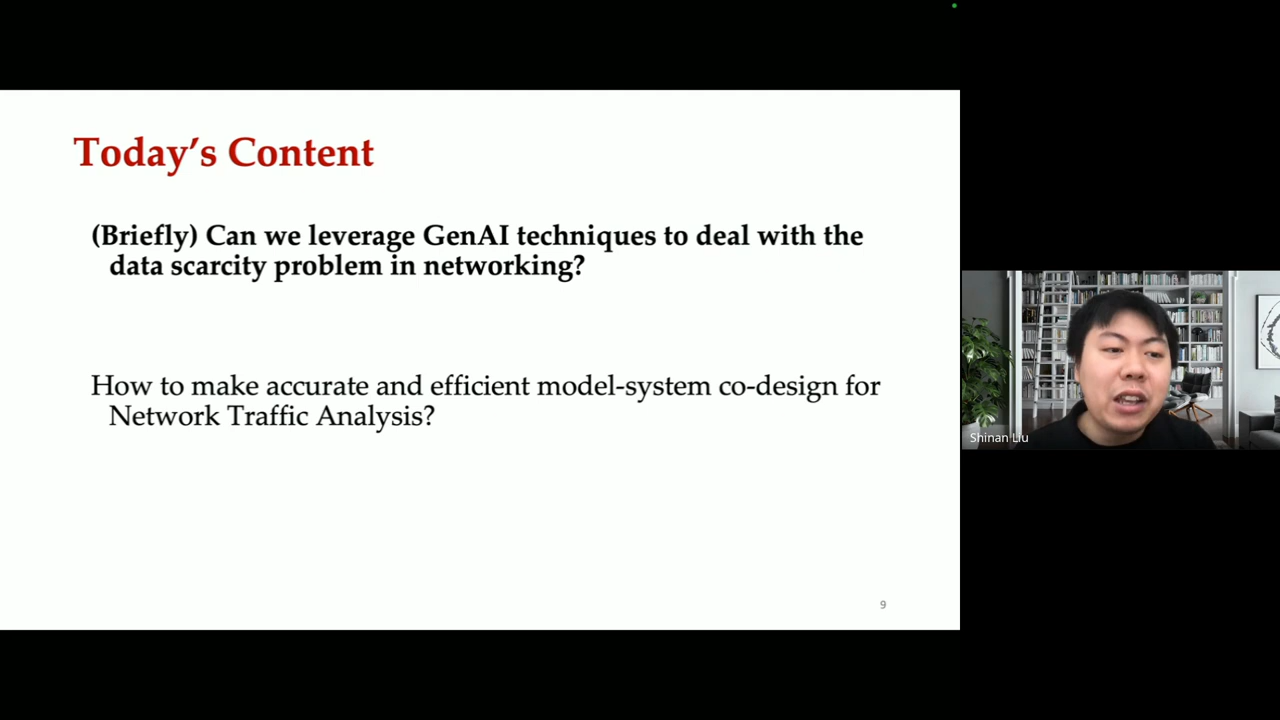 Today’s Content
(Briefly) Can we leverage GenAI techniques to deal with the
data scarcity problem in networking?
How to make accurate and efficient model-system co-design for
Network Traffic Analysis?
9
Shinan Liu